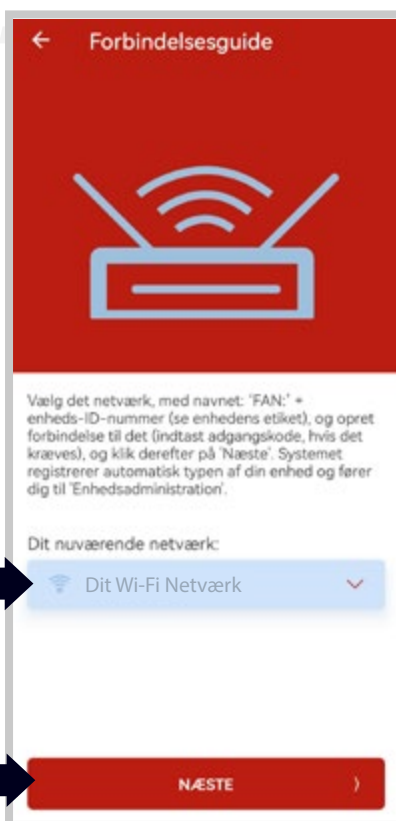 Forbindelsesguide
Vælg det netværk, med navnet: 'FAN:' +
enheds-ID-nummer (se enhedens etiket), og opret
forbindelse til det (indtast adgangskode, hvis det
kræves), og klik derefter på 'Næste'. Systemet
registrerer automatisk typen af din enhed og fører
dig til 'Enhedsadministration'.
Dit nuværende netværk:
Dit Wi-Fi Netværk
NÆSTE